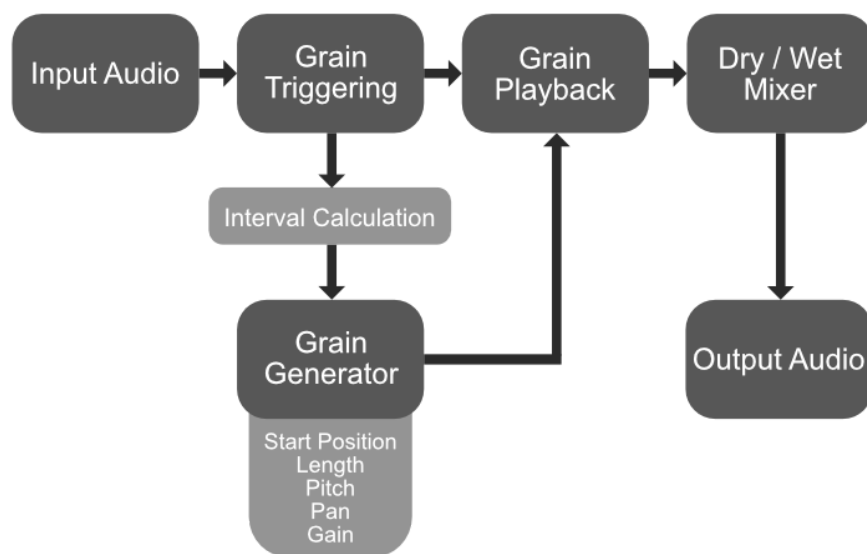 Input Audio
Grain
Triggering
Grain
Playback
Dry / Wet
Mixer
Interval Calculation
Grain
Generator
Output Audio
Start Position
Length
Pitch
Pan
Gain